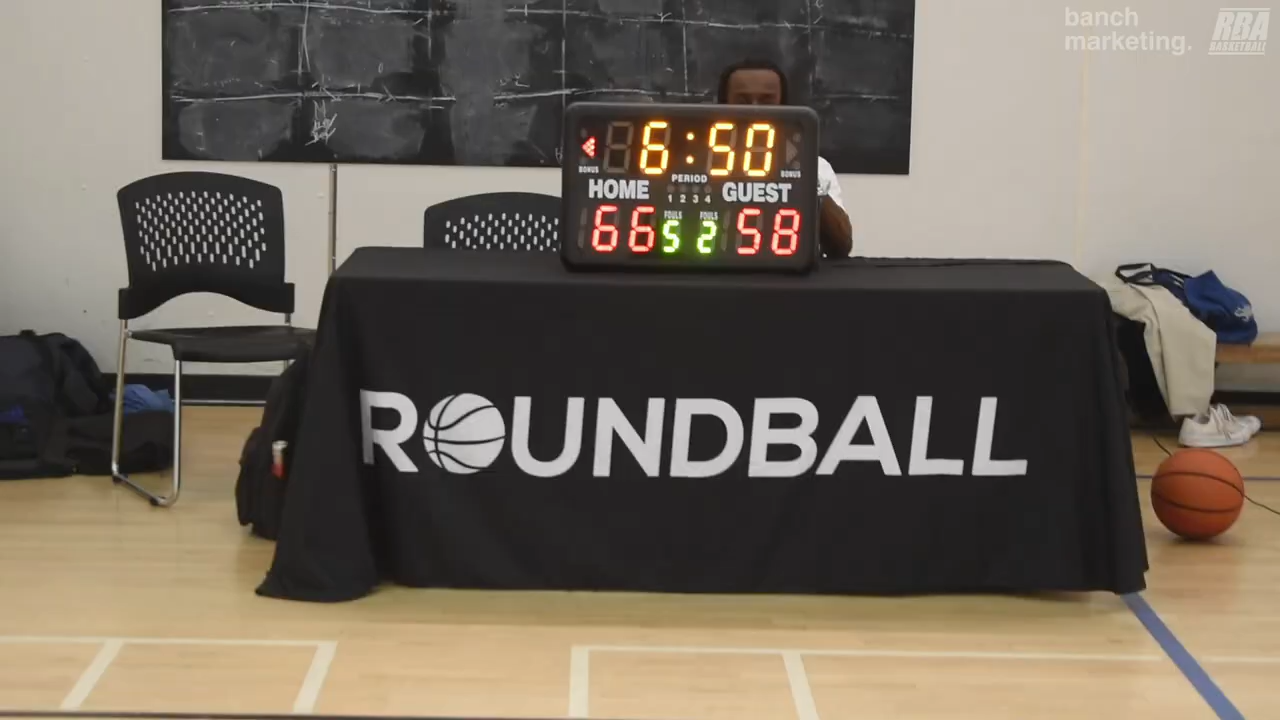 banch
marketing.
RBA
BASKETBALL
6:50
BONUS
BONUS
PERIOD
HOME
GUEST
1 2 3 4
FOULS
FOULS
66
5
2
58
ROUNDBALL